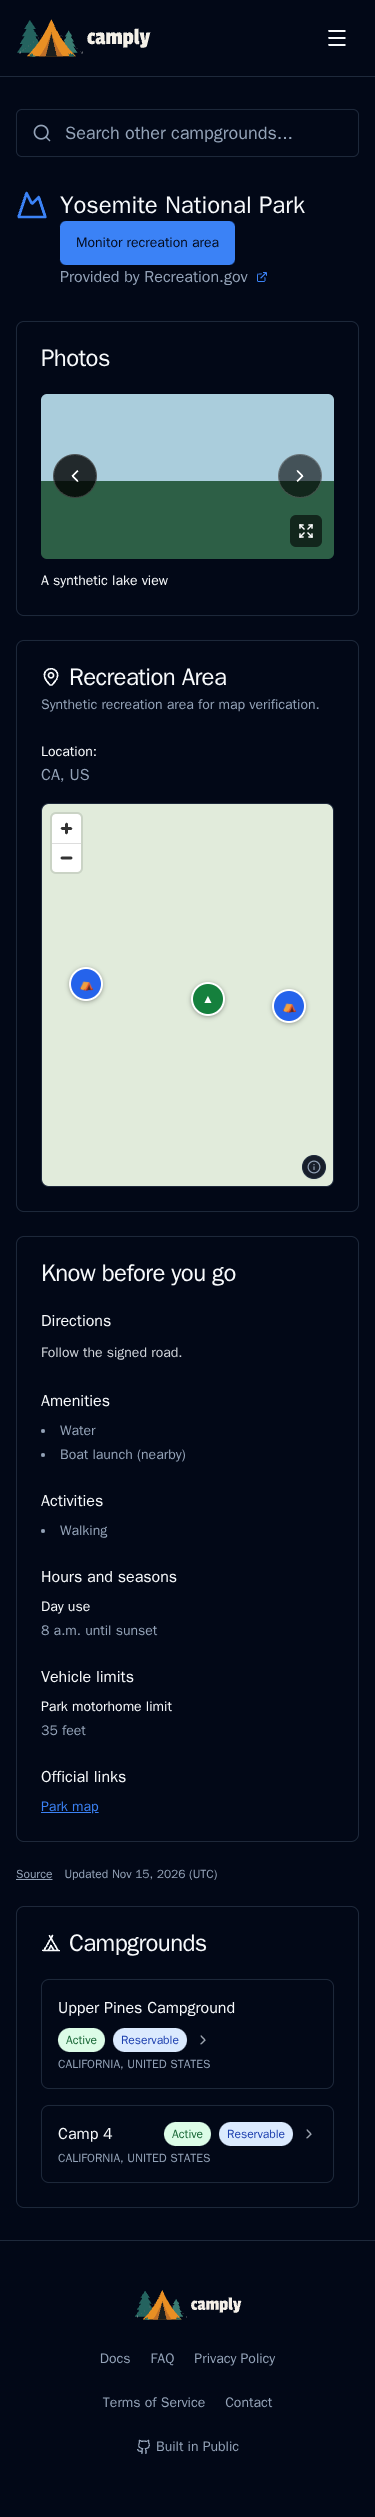 camply
Search other campgrounds...
Yosemite National Park
Monitor recreation area
Provided by Recreation.gov
Photos
A synthetic lake view
Recreation Area
Synthetic recreation area for map verification.
Location:
CA, US
Know before you go
Directions
Follow the signed road.
Amenities
• Water
• Boat launch (nearby)
Activities
• Walking
Hours and seasons
Day use
8 a.m. until sunset
Vehicle limits
Park motorhome limit
35 feet
Official links
Park map
Source Updated Nov 15, 2026 (UTC)
Campgrounds
Upper Pines Campground
Active Reservable
CALIFORNIA, UNITED STATES
Camp 4 Active Reservable
CALIFORNIA, UNITED STATES
camply
Docs FAQ Privacy Policy
Terms of Service Contact
Built in Public